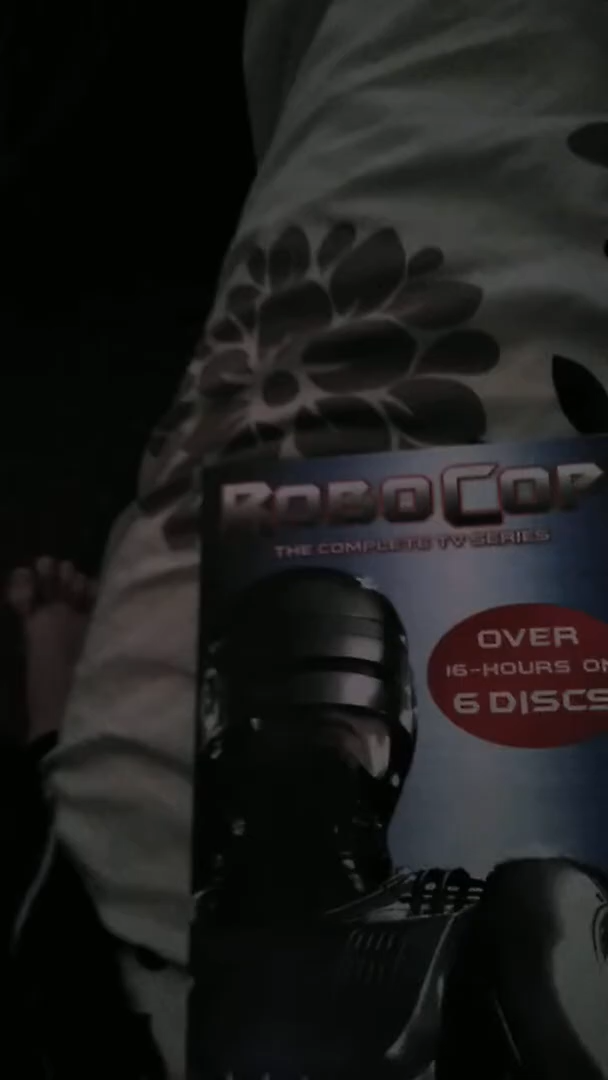 ROBOCOP
THE COMPLETE TV SERIES
OVER
16-HOURS ON
6 DISCS